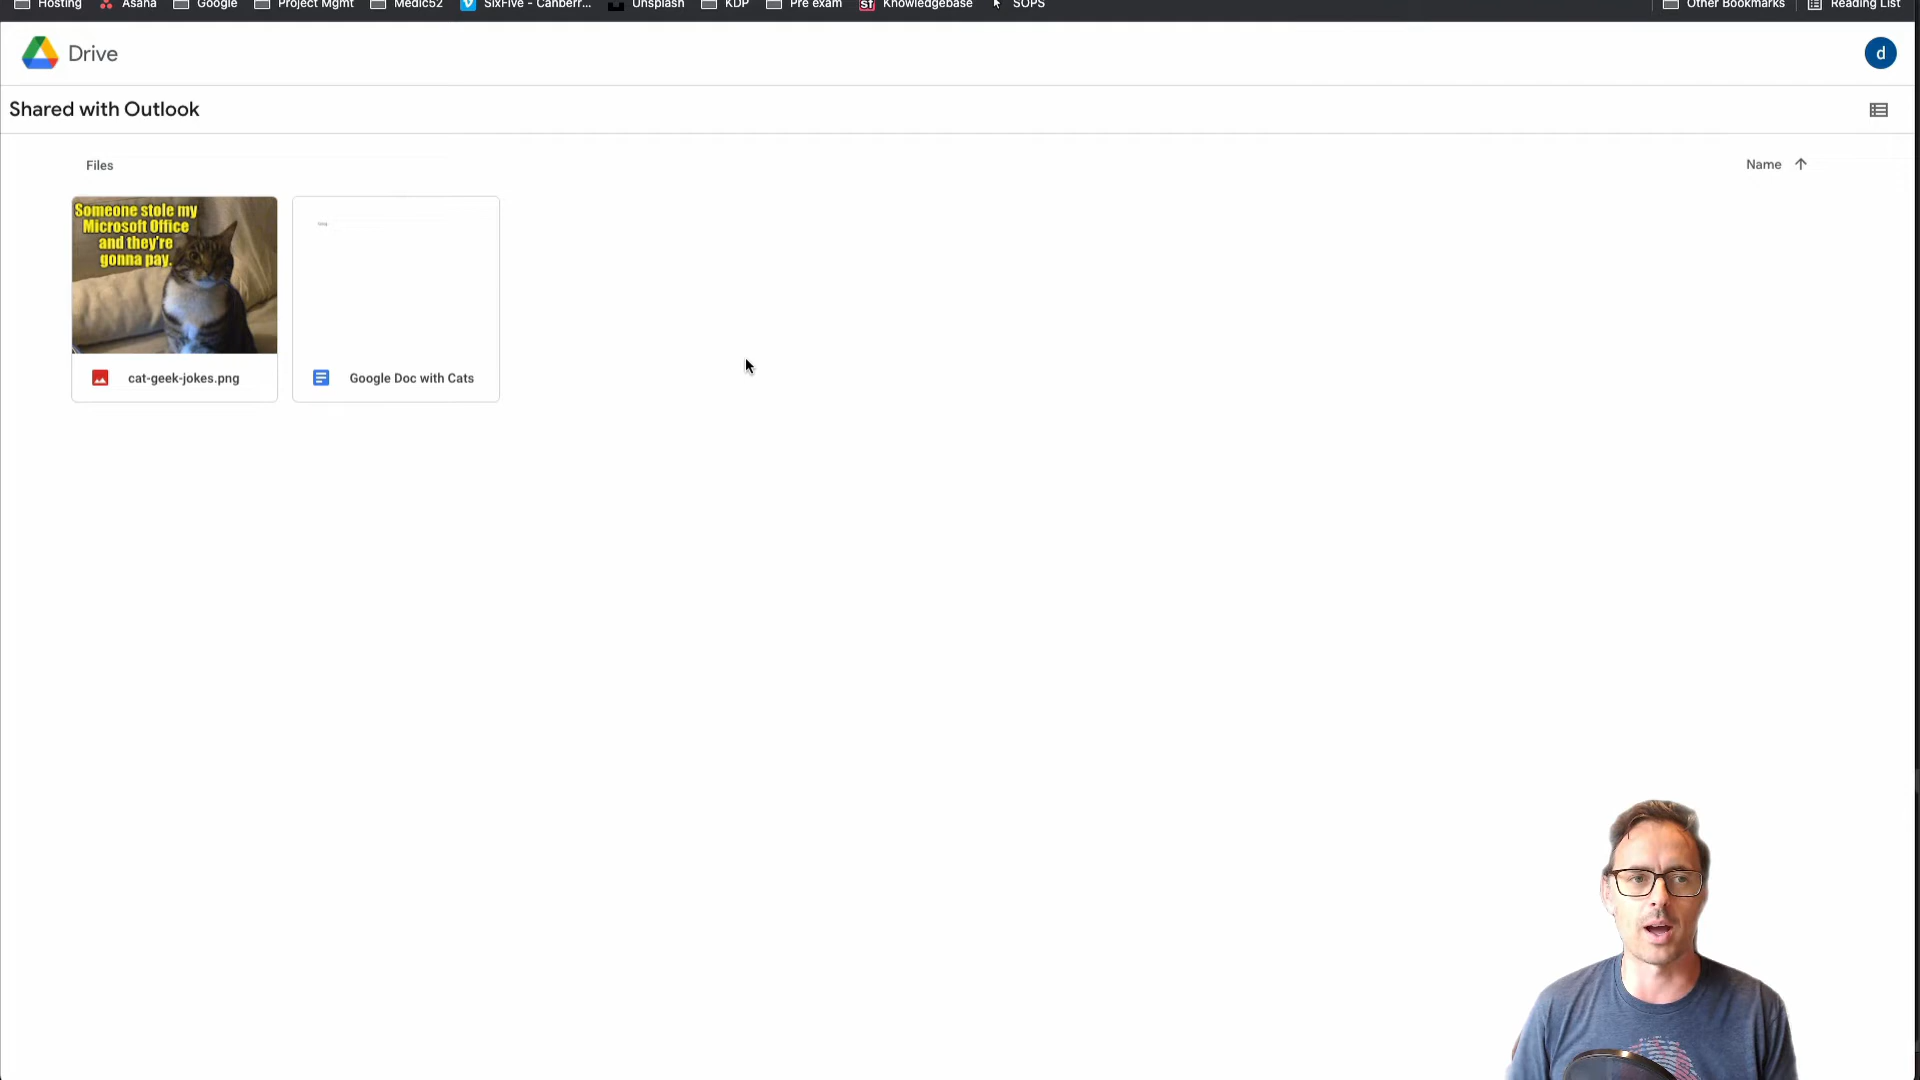 Hosting Asana Google Project Mgmt Medic52 SixFive - Canberr... Unsplash KDP Pre exam Knowledgebase SOPS Other Bookmarks Reading List
Drive
d
Shared with Outlook
Files
Name
Someone stole my
Microsoft Office
and they're
gonna pay.
cat-geek-jokes.png
Google Doc with Cats